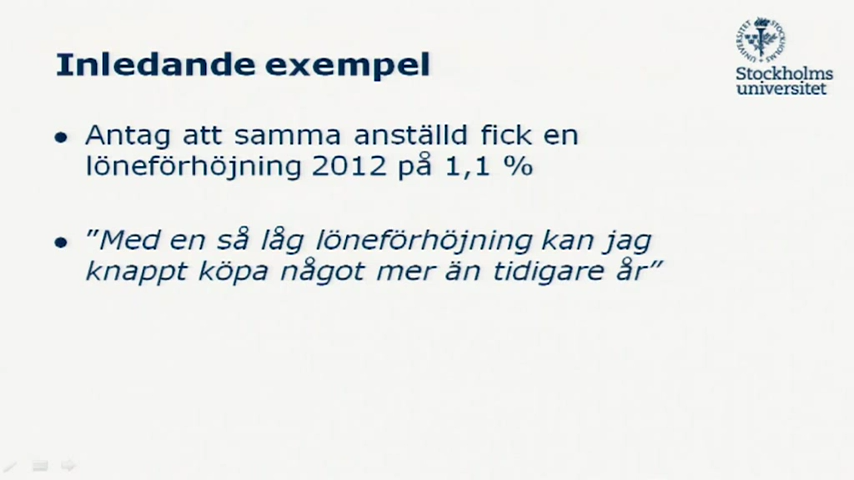 Inledande exempel
Stockholms
universitet
● Antag att samma anställd fick en
löneförhöjning 2012 på 1,1 %
● ”Med en så låg löneförhöjning kan jag
knappt köpa något mer än tidigare år”